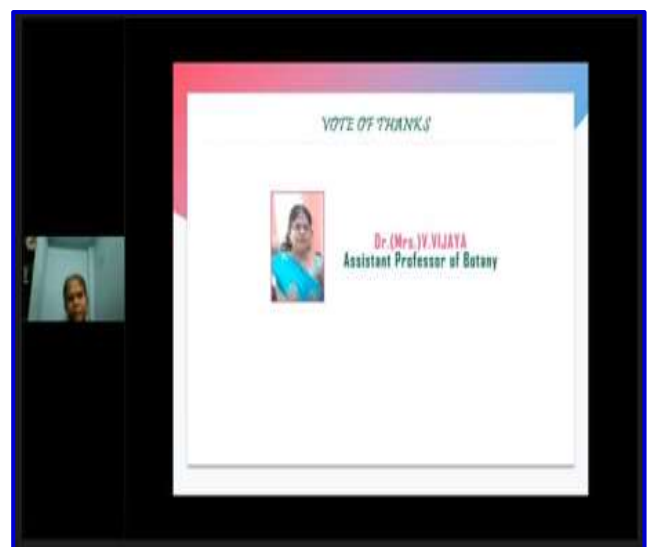 VOTE OF THANKS
Dr.(Mrs.)V.VIJAYA
Assistant Professor of Botany